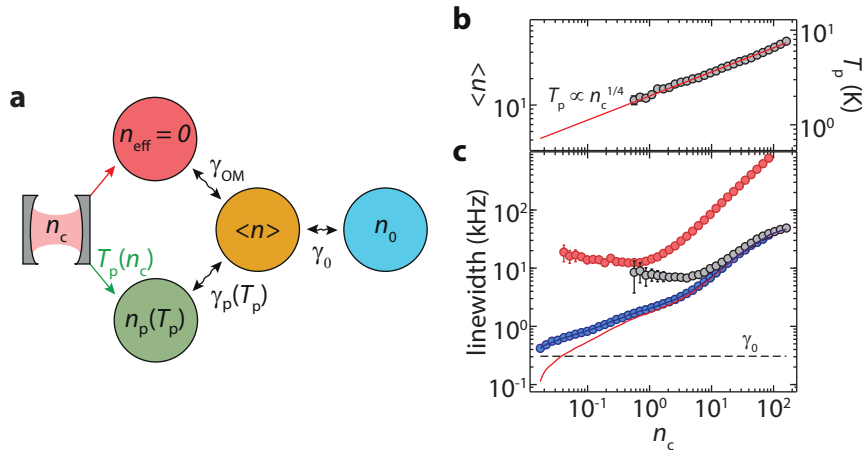 a
n_eff = 0
γ_OM
n_c
<n>
n_0
γ_0
T_p(n_c)
γ_p(T_p)
n_p(T_p)
b
<n>
10^1
T_p ∝ n_c^1/4
10^1
10^0
T_p (K)
c
linewidth (kHz)
10^2
10^1
10^0
10^-1
γ_0
10^-1
10^0
10^1
10^2
n_c